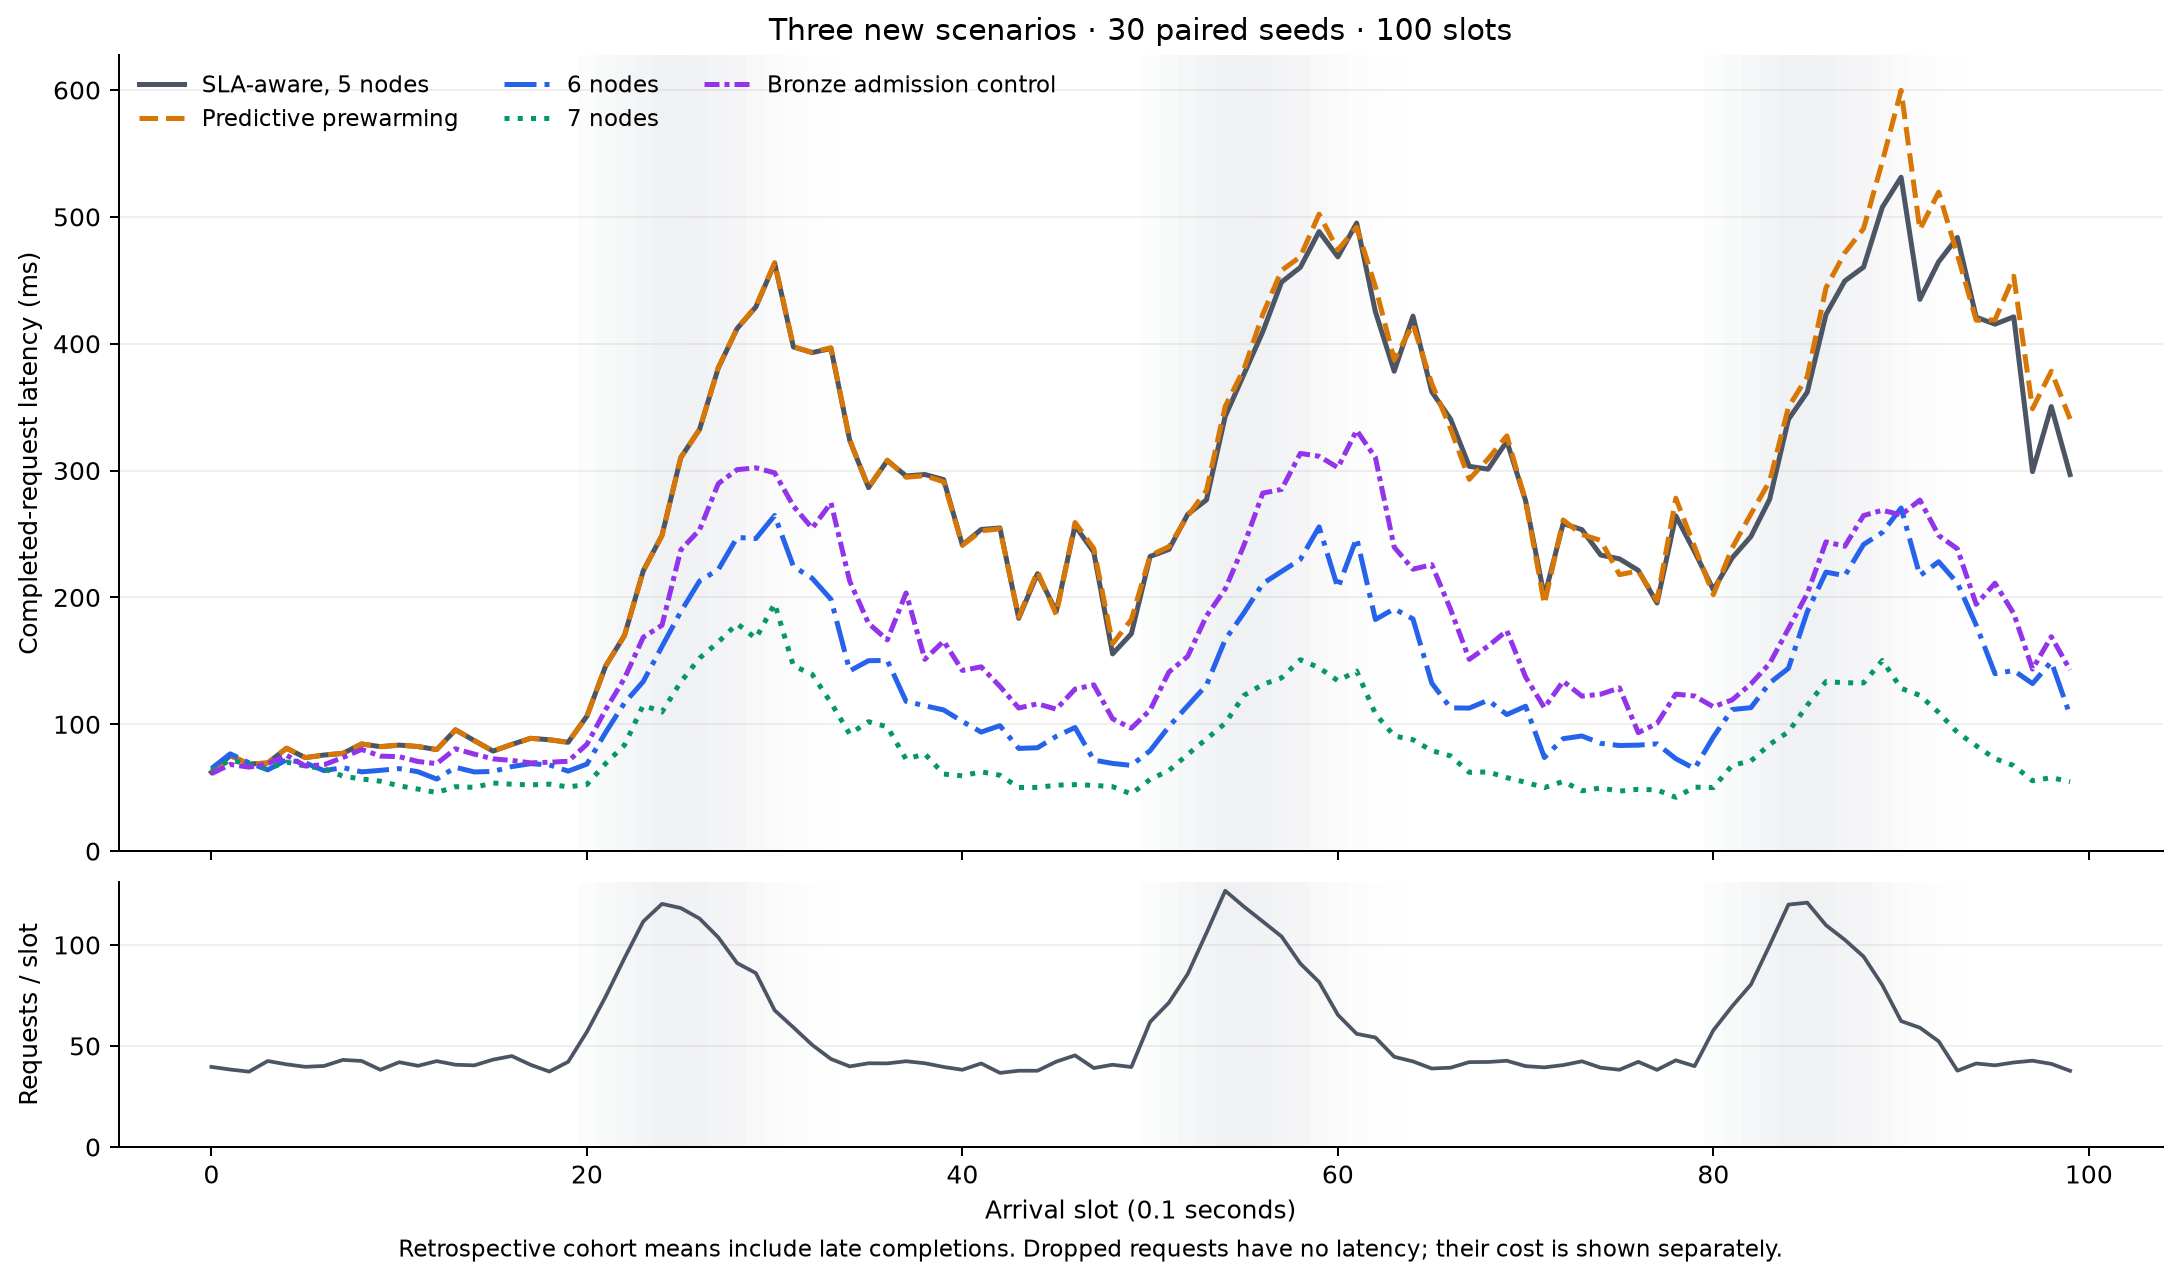 Three new scenarios · 30 paired seeds · 100 slots
SLA-aware, 5 nodes
Predictive prewarming
6 nodes
7 nodes
Bronze admission control
Completed-request latency (ms)
600
500
400
300
200
100
0
Requests / slot
100
50
0
0 20 40 60 80 100
Arrival slot (0.1 seconds)
Retrospective cohort means include late completions. Dropped requests have no latency; their cost is shown separately.